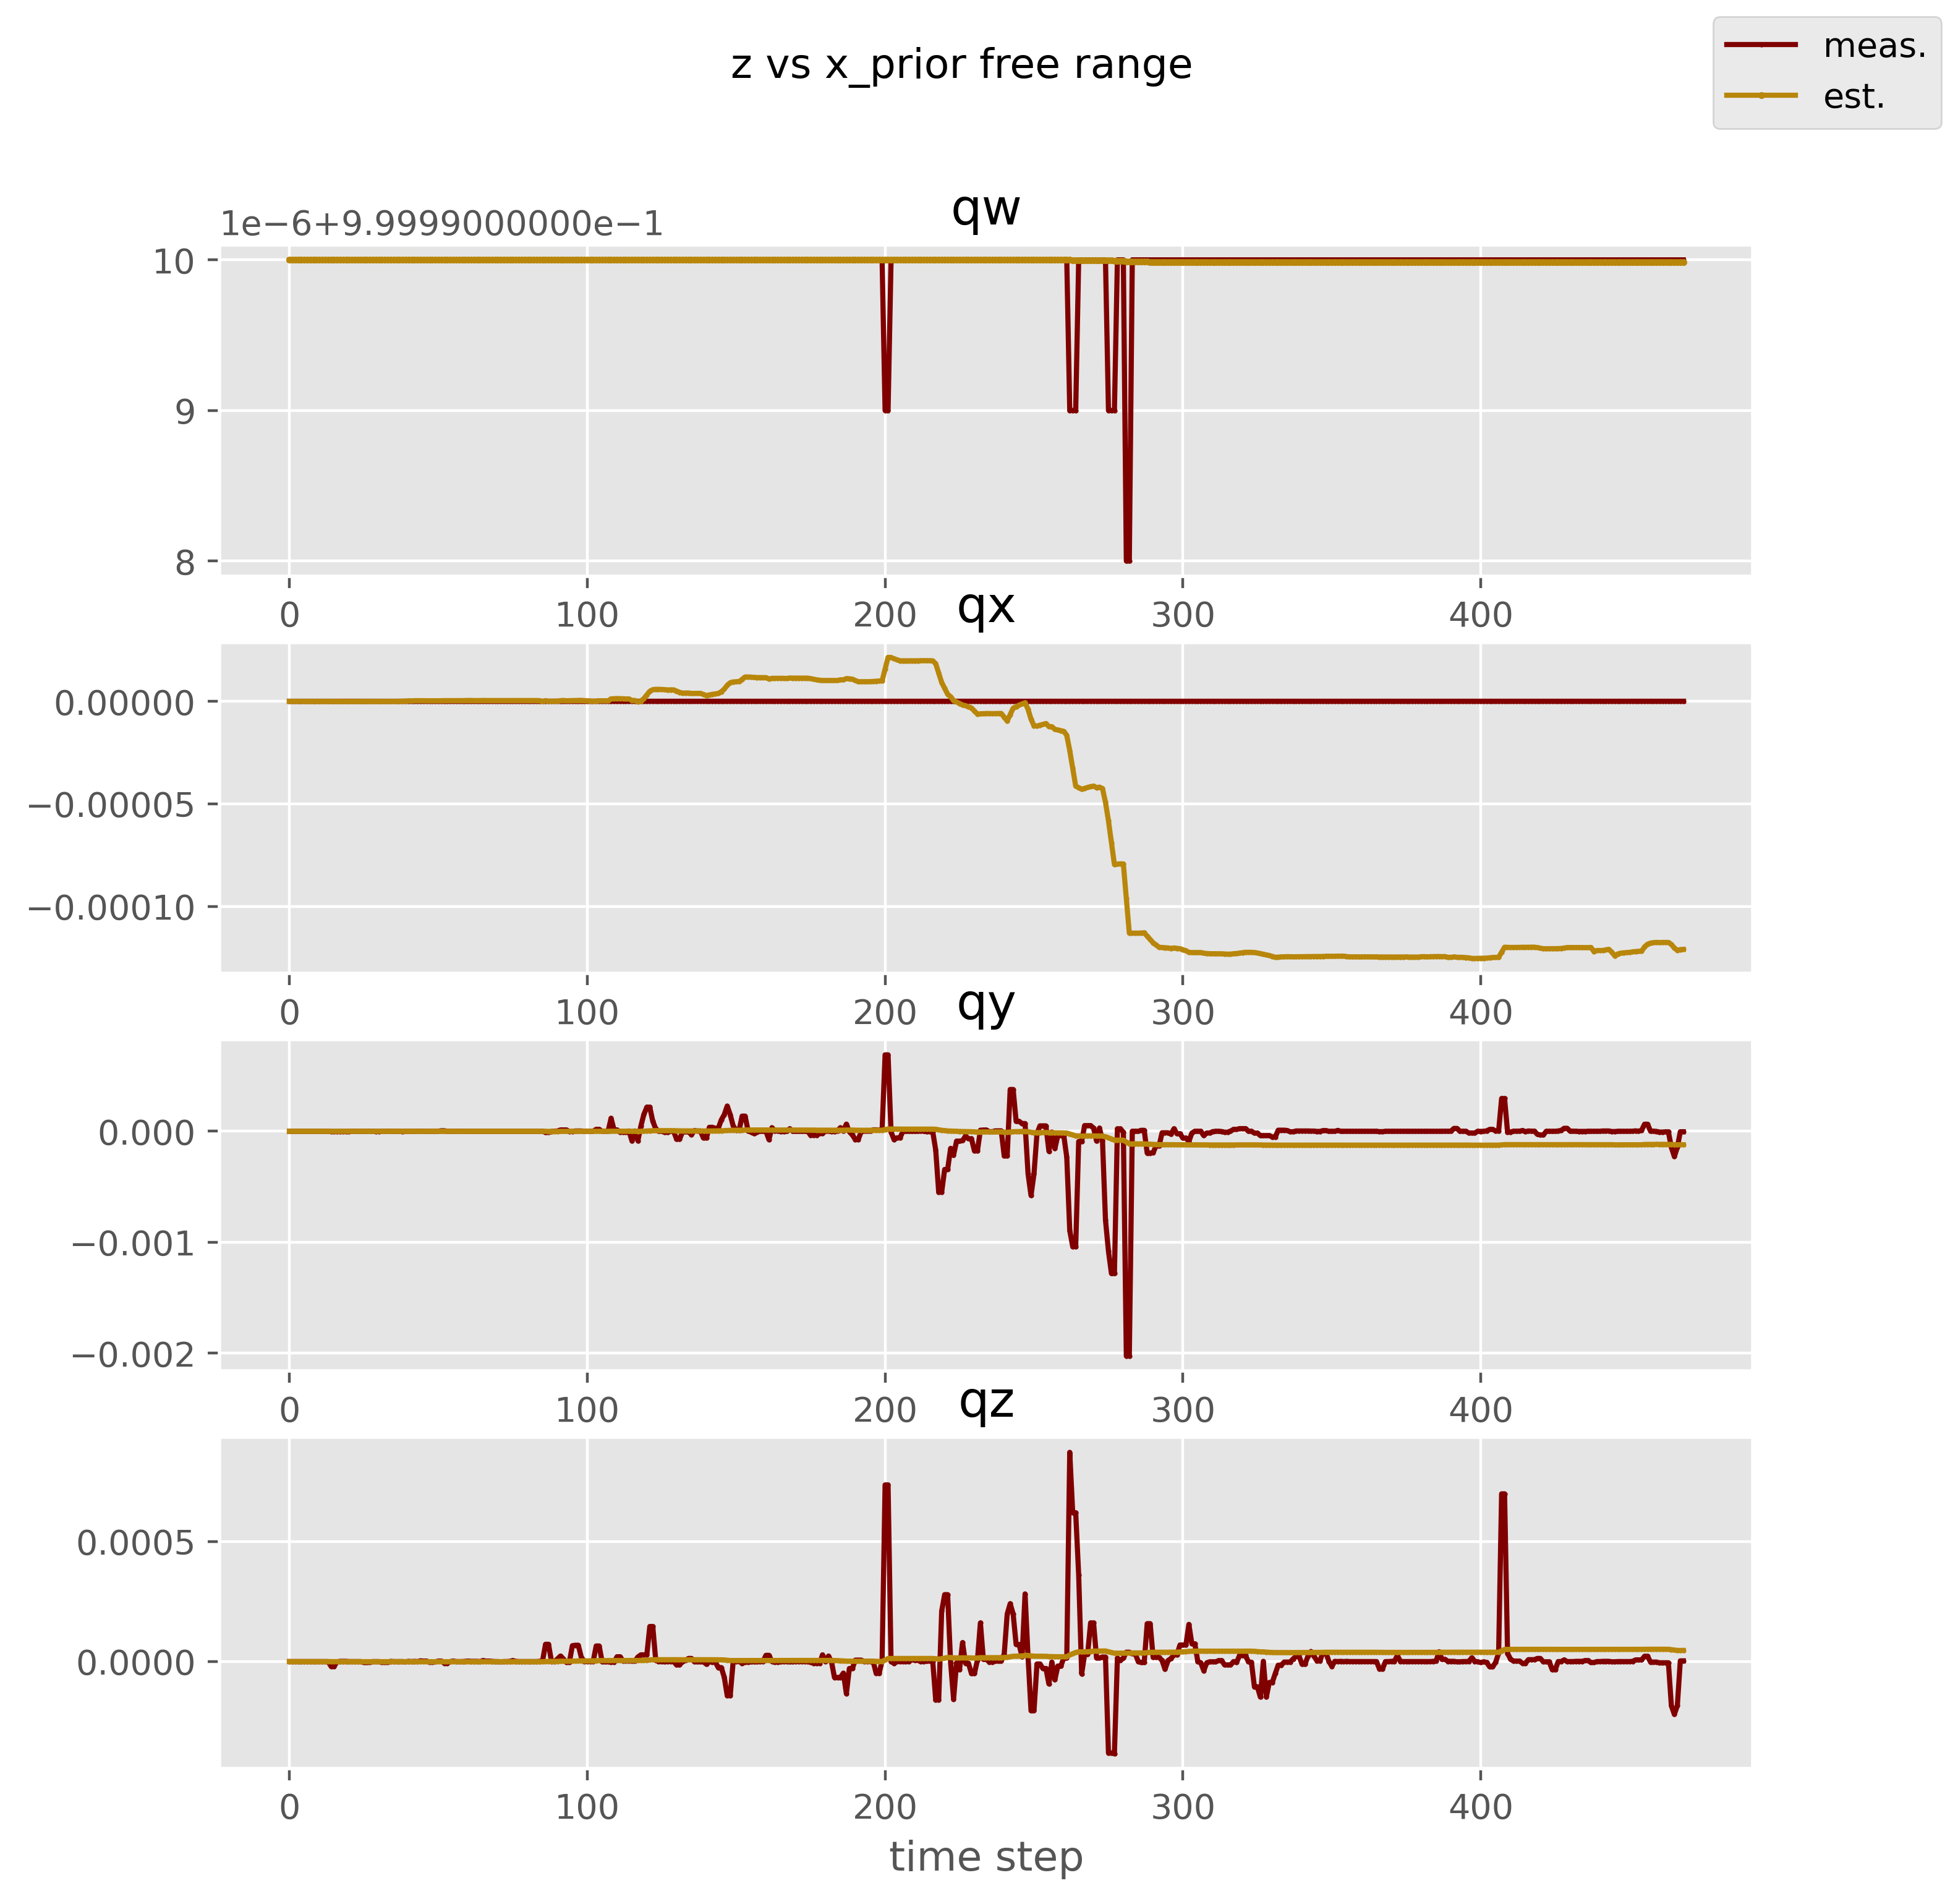 z vs x_prior free range
meas.
est.
qw
1e−6+9.9999000000e−1
10
9
8
0 100 200 300 400
qx
0.00000
−0.00005
−0.00010
0 100 200 300 400
qy
0.000
−0.001
−0.002
0 100 200 300 400
qz
0.0005
0.0000
0 100 200 300 400
time step